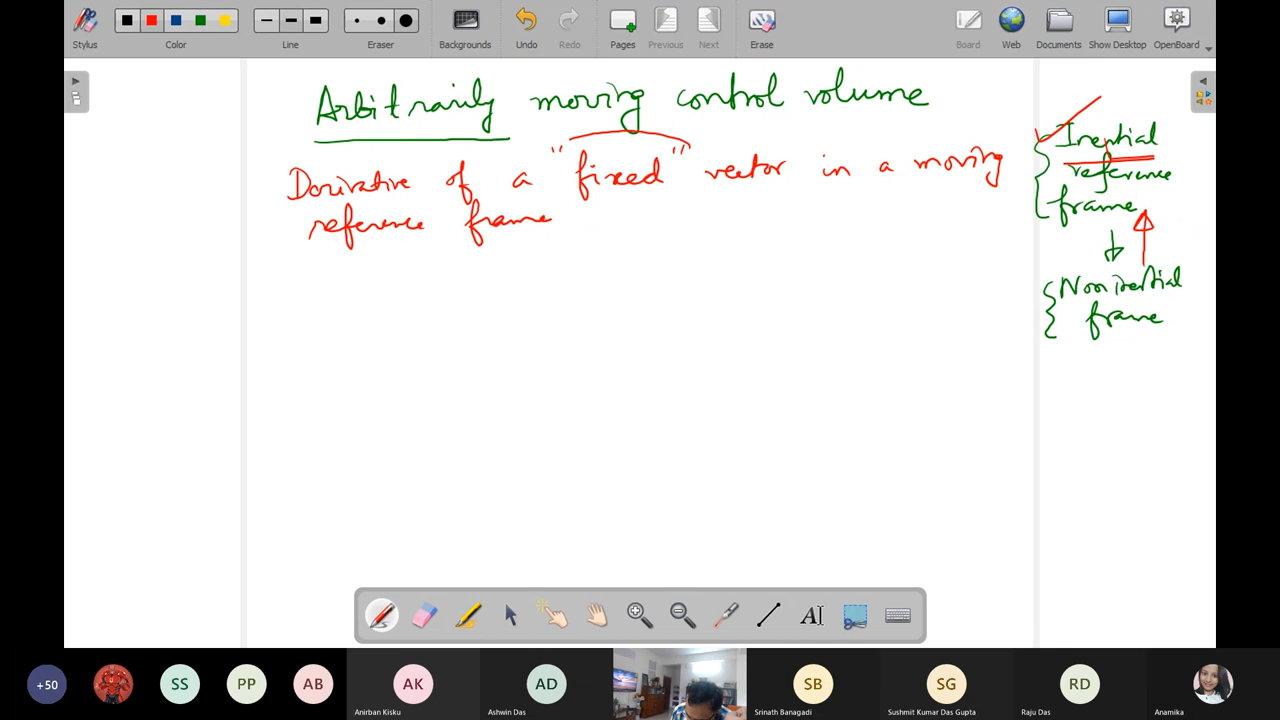 Stylus
Color
Line
Eraser
Backgrounds
Undo
Redo
Pages
Previous
Next
Erase
Board
Web
Documents
Show Desktop
OpenBoard
Arbitrarily moving control volume
Derivative of a "fixed" vector in a moving
reference frame
Inertial
reference
frame
Noninertial
frame
+50
SS
PP
AB
AK
Anirban Kisku
AD
Ashwin Das
SB
Srinath Banagadi
SG
Sushmit Kumar Das Gupta
RD
Raju Das
Anamika